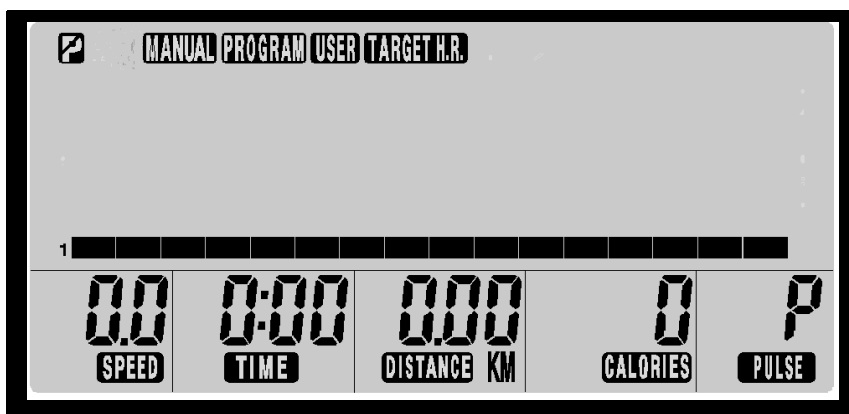 MANUAL PROGRAM USER TARGET H.R.
1
0.0 0:00 0.00 0 P
SPEED TIME DISTANCE KM CALORIES PULSE